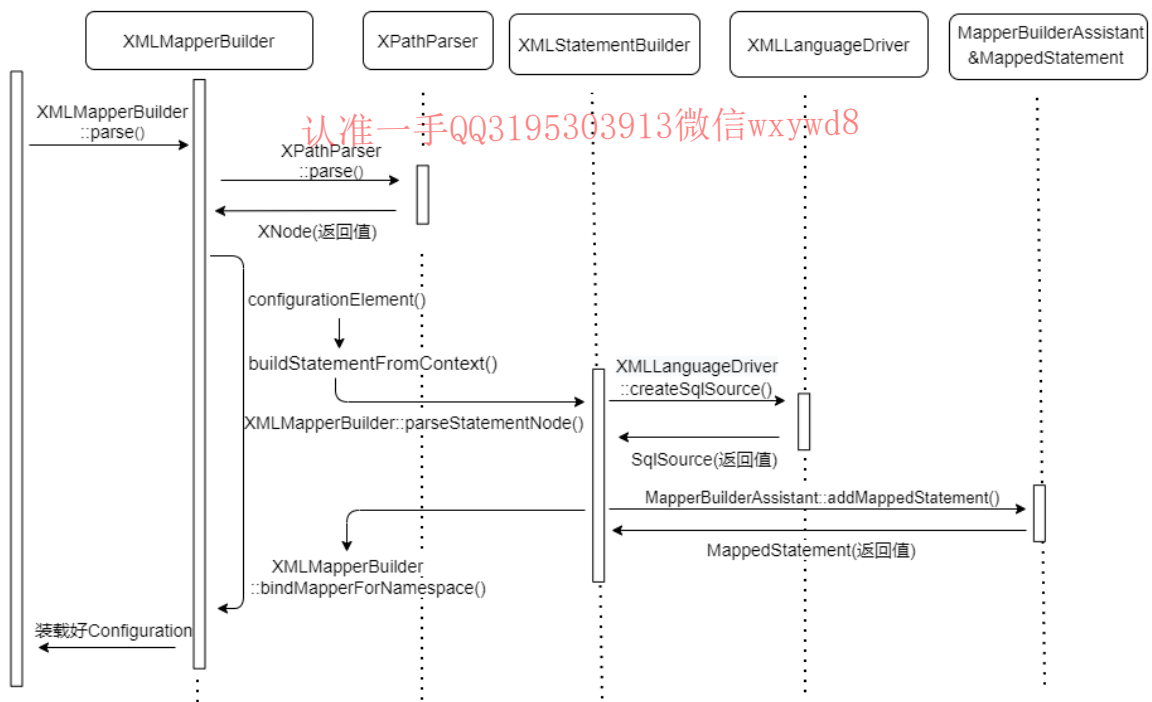 XMLMapperBuilder
XPathParser
XMLStatementBuilder
XMLLanguageDriver
MapperBuilderAssistant
&MappedStatement
XMLMapperBuilder
::parse()
认准一手QQ3195303913微信wxywd8
XPathParser
::parse()
XNode(返回值)
configurationElement()
buildStatementFromContext()
XMLLanguageDriver
::createSqlSource()
XMLMapperBuilder::parseStatementNode()
SqlSource(返回值)
MapperBuilderAssistant::addMappedStatement()
MappedStatement(返回值)
XMLMapperBuilder
::bindMapperForNamespace()
装载好Configuration